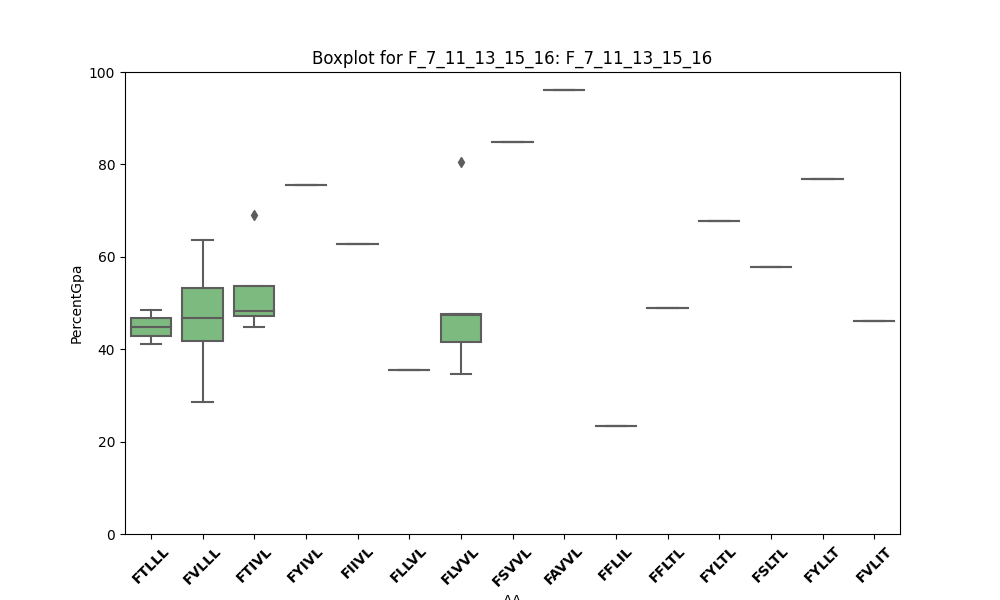 Boxplot for F_7_11_13_15_16: F_7_11_13_15_16
100
80
60
40
20
0
PercentGpa
FTLLL
FVLLL
FTIVL
FYIVL
FIIVL
FLLVL
FLVVL
FSVVL
FAVVL
FFLIL
FFLTL
FYLTL
FSLTL
FYLLT
FVLIT
AA